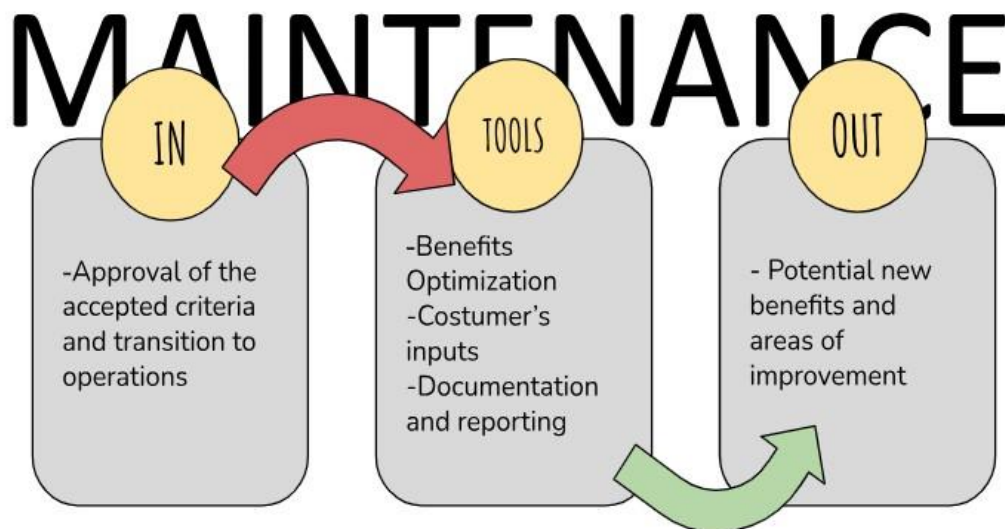 MAINTENANCE
IN
-Approval of the
accepted criteria
and transition to
operations
TOOLS
-Benefits
Optimization
-Costumer's
inputs
-Documentation
and reporting
OUT
- Potential new
benefits and
areas of
improvement